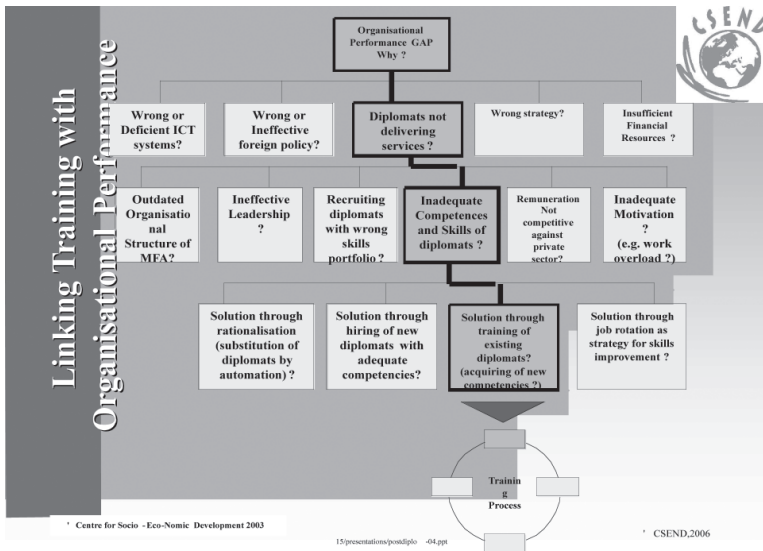 Linking Training with
Organisational Performance
CSEND
Organisational
Performance GAP
Why ?
Wrong or
Deficient ICT
systems?
Wrong or
Ineffective
foreign policy?
Diplomats not
delivering
services ?
Wrong strategy?
Insufficient
Financial
Resources ?
Outdated
Organisatio
nal
Structure of
MFA?
Ineffective
Leadership
?
Recruiting
diplomats
with wrong
skills
portfolio ?
Inadequate
Competences
and Skills of
diplomats ?
Remuneration
Not
competitive
against
private
sector?
Inadequate
Motivation
?
(e.g. work
overload ?)
Solution through
rationalisation
(substitution of
diplomats by
automation) ?
Solution through
hiring of new
diplomats with
adequate
competencies?
Solution through
training of
existing
diplomats?
(acquiring of new
competencies ?)
Solution through
job rotation as
strategy for skills
improvement ?
Trainin
g
Process
' Centre for Socio - Eco-Nomic Development 2003
15/presentations/postdiplo -04.ppt
' CSEND,2006